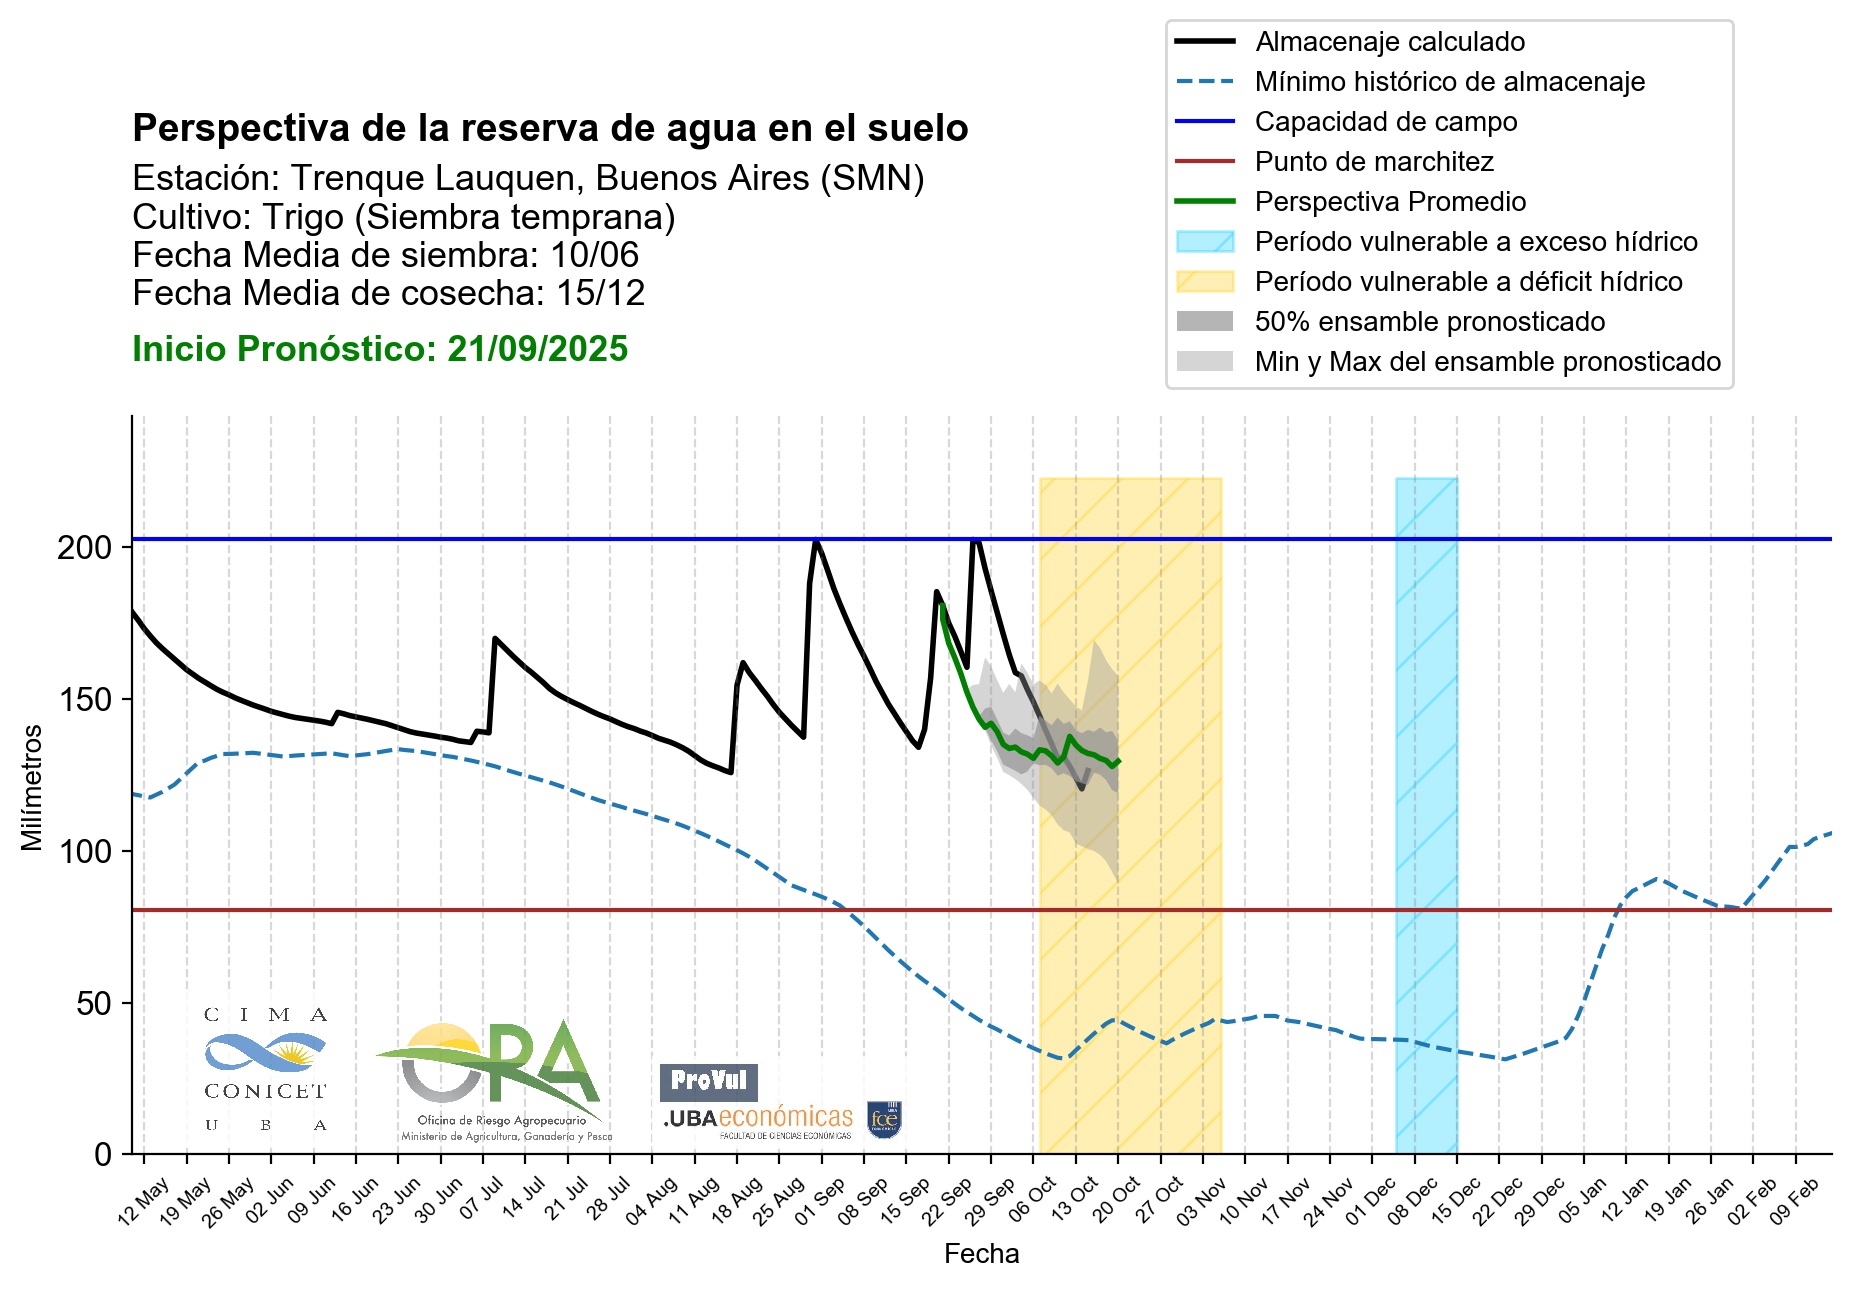 Almacenaje calculado
Mínimo histórico de almacenaje
Capacidad de campo
Punto de marchitez
Perspectiva Promedio
Período vulnerable a exceso hídrico
Período vulnerable a déficit hídrico
50% ensamble pronosticado
Min y Max del ensamble pronosticado
Perspectiva de la reserva de agua en el suelo
Estación: Trenque Lauquen, Buenos Aires (SMN)
Cultivo: Trigo (Siembra temprana)
Fecha Media de siembra: 10/06
Fecha Media de cosecha: 15/12
Inicio Pronóstico: 21/09/2025
Milímetros
200
150
100
50
0
CIMA
CONICET
UBA
ORA
Oficina de Riesgo Agropecuario
Ministerio de Agricultura, Ganadería y Pesca
ProVul
.UBAeconómicas
FACULTAD DE CIENCIAS ECONÓMICAS
UBA
fce
ECONÓMICAS
12 May
19 May
26 May
02 Jun
09 Jun
16 Jun
23 Jun
30 Jun
07 Jul
14 Jul
21 Jul
28 Jul
04 Aug
11 Aug
18 Aug
25 Aug
01 Sep
08 Sep
15 Sep
22 Sep
29 Sep
06 Oct
13 Oct
20 Oct
27 Oct
03 Nov
10 Nov
17 Nov
24 Nov
01 Dec
08 Dec
15 Dec
22 Dec
29 Dec
05 Jan
12 Jan
19 Jan
26 Jan
02 Feb
09 Feb
Fecha